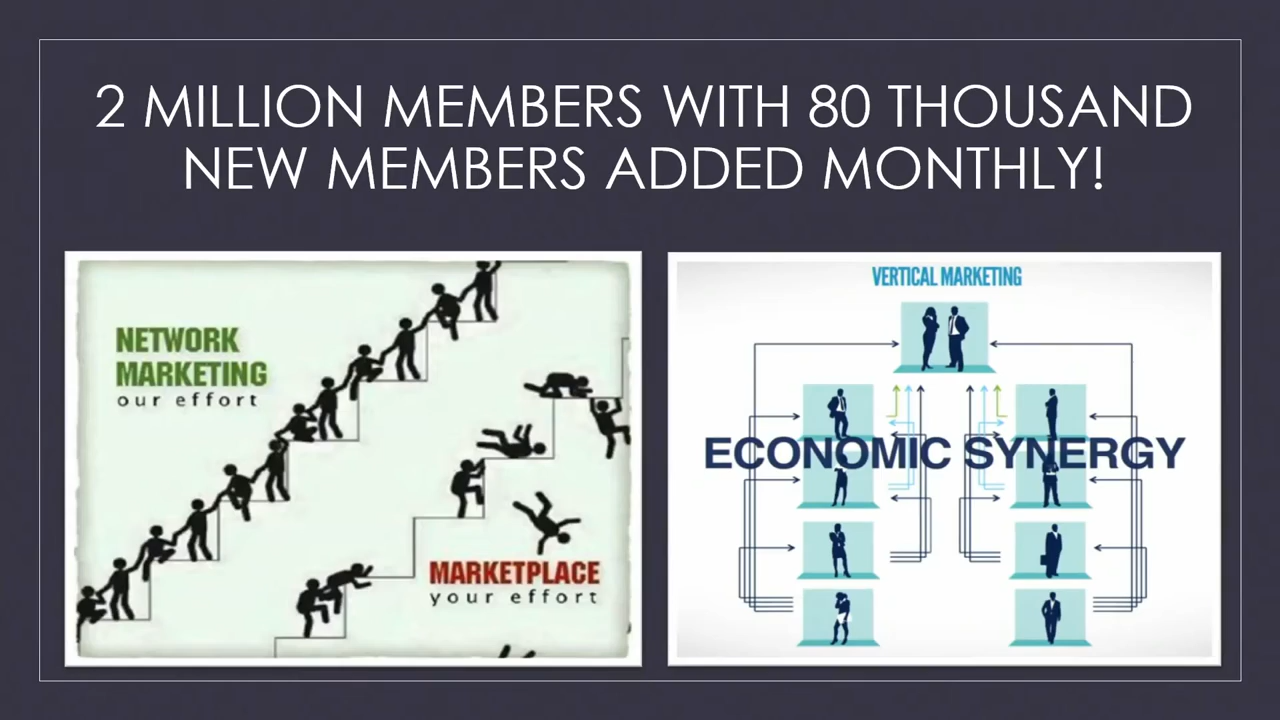 2 MILLION MEMBERS WITH 80 THOUSAND
NEW MEMBERS ADDED MONTHLY!
NETWORK
MARKETING
our effort
MARKETPLACE
your effort
VERTICAL MARKETING
ECONOMIC SYNERGY